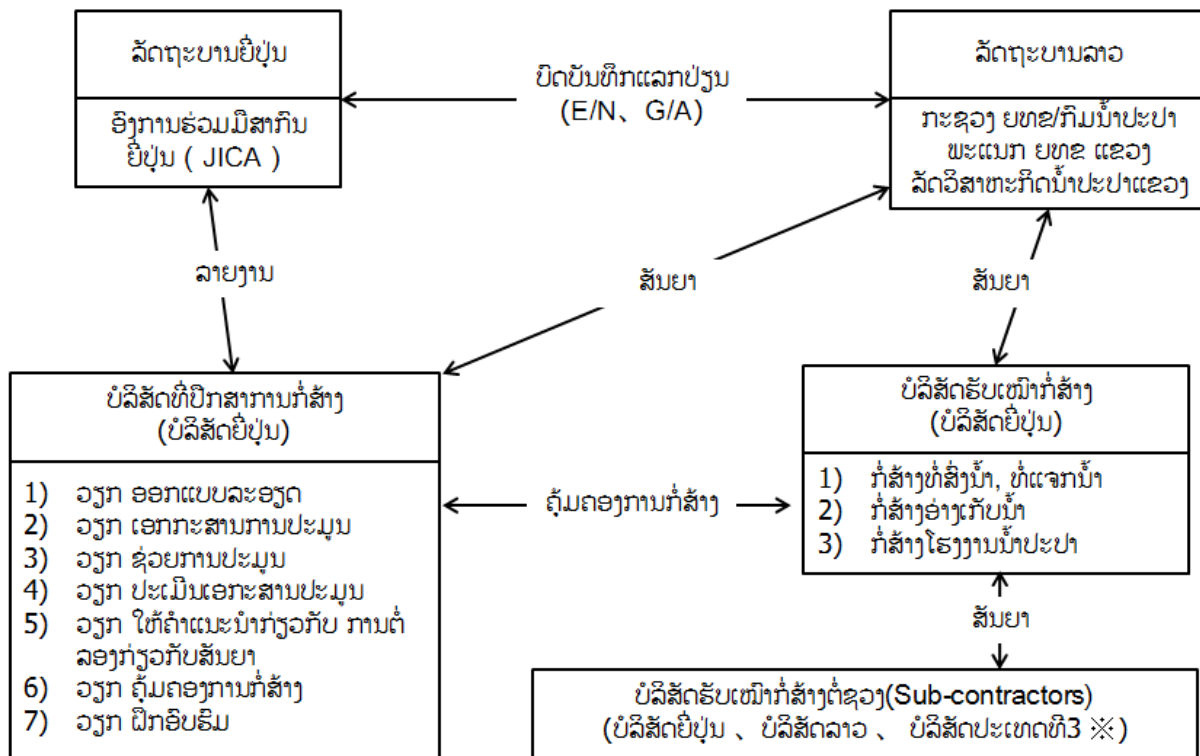 ລັດຖະບານຍີ່ປຸ່ນ
ອົງການຮ່ວມມືສາກົນ
ຍີ່ປຸ່ນ ( JICA )
ບົດບັນທຶກແລກປ່ຽນ
(E/N、G/A)
ລັດຖະບານລາວ
ກະຊວງ ຍທຂ/ກົມນ້ຳປະປາ
ພະແນກ ຍທຂ ແຂວງ
ລັດວິສາຫະກິດນ້ຳປະປາແຂວງ
ລາຍງານ
ສັນຍາ
ສັນຍາ
ບໍລິສັດທີ່ປຶກສາການກໍ່ສ້າງ
(ບໍລິສັດຍີ່ປຸ່ນ)
1) ວຽກ ອອກແບບລະອຽດ
2) ວຽກ ເອກກະສານການປະມູນ
3) ວຽກ ຊ່ວຍການປະມູນ
4) ວຽກ ປະເມີນເອກະສານປະມູນ
5) ວຽກ ໃຫ້ຄຳແນະນຳກ່ຽວກັບ ການຕໍ່
ລອງກ່ຽວກັບສັນຍາ
6) ວຽກ ຄຸ້ມຄອງການກໍ່ສ້າງ
7) ວຽກ ຝຶກອົບຮົມ
ຄຸ້ມຄອງການກໍ່ສ້າງ
ບໍລິສັດຮັບເໝົາກໍ່ສ້າງ
(ບໍລິສັດຍີ່ປຸ່ນ)
1) ກໍ່ສ້າງທໍ່ສົ່ງນ້ຳ, ທໍ່ແຈກນ້ຳ
2) ກໍ່ສ້າງອ່າງເກັບນ້ຳ
3) ກໍ່ສ້າງໂຮງງານນ້ຳປະປາ
ສັນຍາ
ບໍລິສັດຮັບເໝົາກໍ່ສ້າງຕໍ່ຊວງ(Sub-contractors)
(ບໍລິສັດຍີ່ປຸ່ນ 、ບໍລິສັດລາວ 、 ບໍລິສັດປະເທດທີ3 ※)